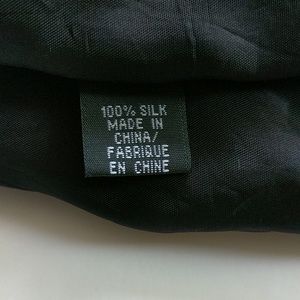 100% SILK
MADE IN
CHINA/
FABRIQUE
EN CHINE